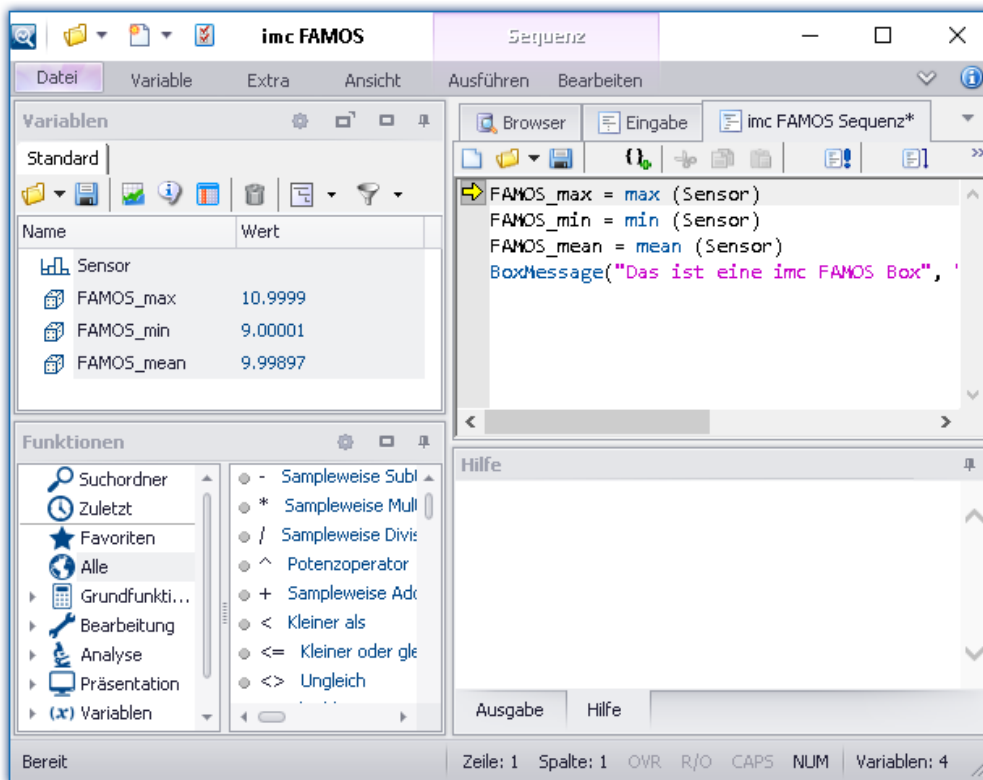 imc FAMOS
Sequenz
Datei Variable Extra Ansicht Ausführen Bearbeiten
Variablen
Standard
Name Wert
Sensor
FAMOS_max 10.9999
FAMOS_min 9.00001
FAMOS_mean 9.99897
Browser Eingabe imc FAMOS Sequenz*
FAMOS_max = max (Sensor)
FAMOS_min = min (Sensor)
FAMOS_mean = mean (Sensor)
BoxMessage("Das ist eine imc FAMOS Box", "
Funktionen
Suchordner
Zuletzt
Favoriten
Alle
Grundfunkti...
Bearbeitung
Analyse
Präsentation
(x) Variablen
- Sampleweise Subt
* Sampleweise Mult
/ Sampleweise Divis
^ Potenzoperator
+ Sampleweise Add
< Kleiner als
<= Kleiner oder gle
<> Ungleich
Hilfe
Ausgabe Hilfe
Bereit
Zeile: 1 Spalte: 1 OVR R/O CAPS NUM Variablen: 4